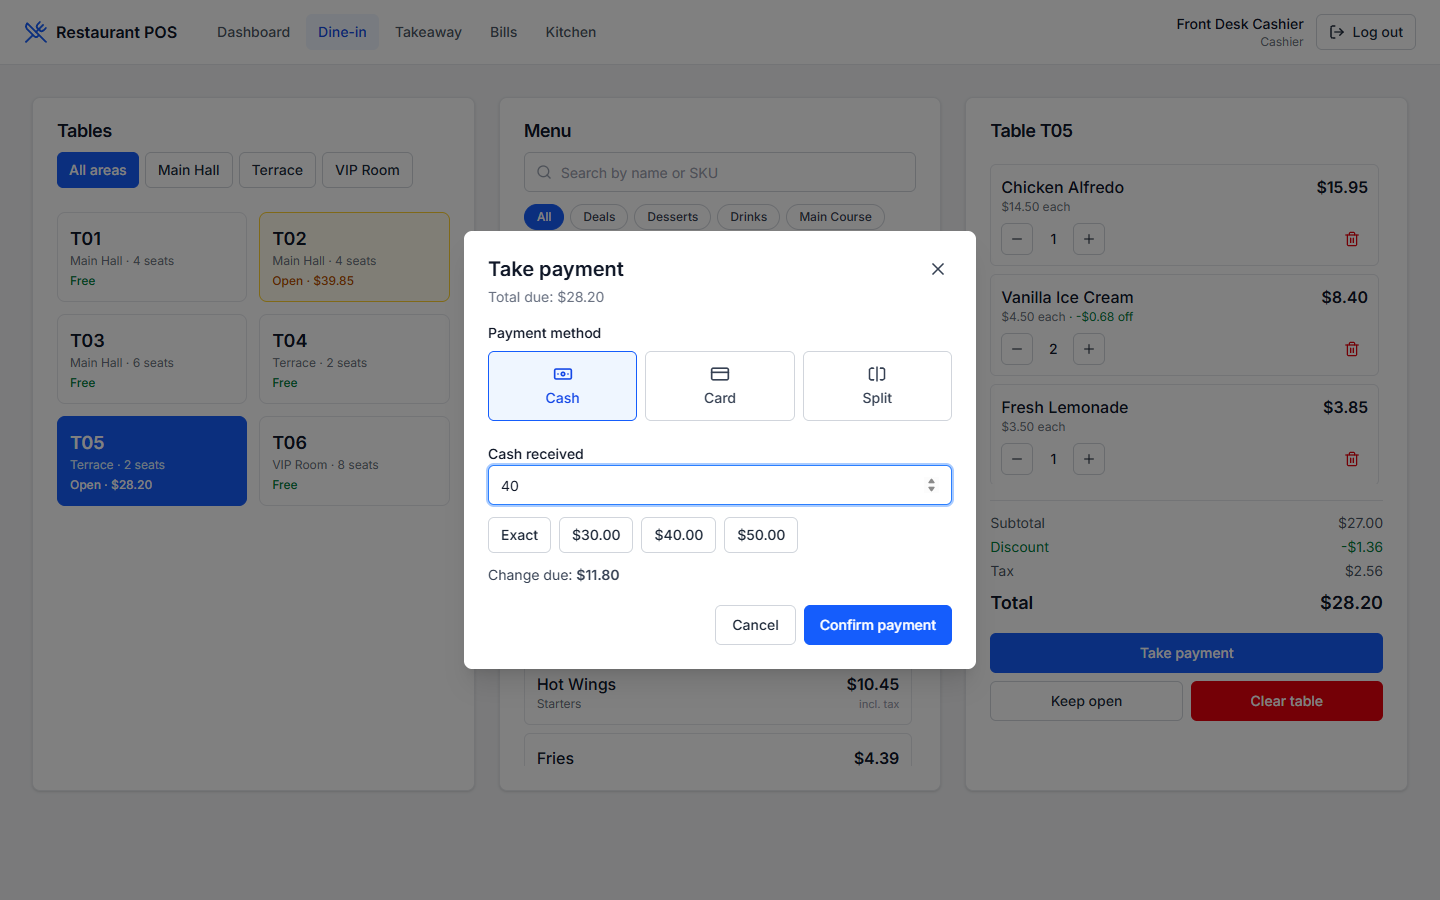 Restaurant POS
Dashboard
Dine-in
Takeaway
Bills
Kitchen
Front Desk Cashier
Cashier
Log out
Tables
All areas
Main Hall
Terrace
VIP Room
T01
Main Hall · 4 seats
Free
T02
Main Hall · 4 seats
Open · $39.85
T03
Main Hall · 6 seats
Free
T04
Terrace · 2 seats
Free
T05
Terrace · 2 seats
Open · $28.20
T06
VIP Room · 8 seats
Free
Menu
Search by name or SKU
All
Deals
Desserts
Drinks
Main Course
Take payment
Total due: $28.20
Payment method
Cash
Card
Split
Cash received
40
Exact
$30.00
$40.00
$50.00
Change due: $11.80
Cancel
Confirm payment
Hot Wings
$10.45
Starters
incl. tax
Fries
$4.39
Table T05
Chicken Alfredo
$15.95
$14.50 each
1
Vanilla Ice Cream
$8.40
$4.50 each · -$0.68 off
2
Fresh Lemonade
$3.85
$3.50 each
1
Subtotal
$27.00
Discount
-$1.36
Tax
$2.56
Total
$28.20
Take payment
Keep open
Clear table